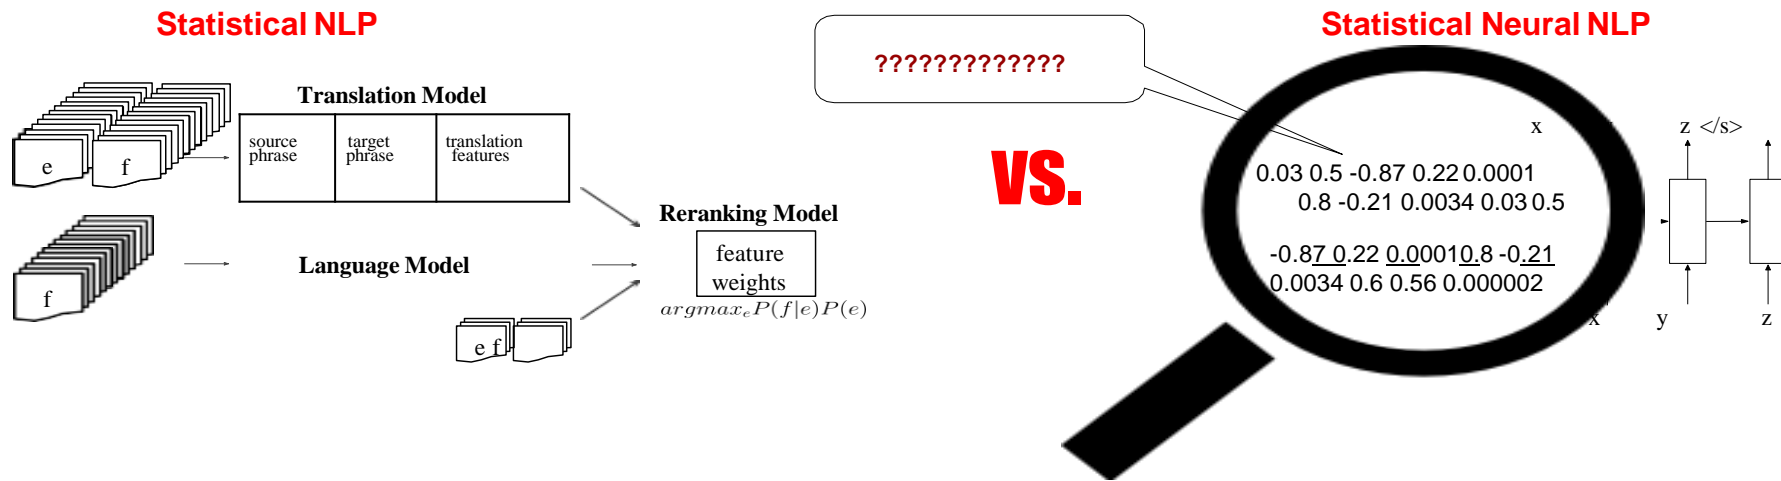 Statistical NLP
Translation Model
source phrase
target phrase
translation features
e
f
Language Model
f
Reranking Model
feature
weights
argmax_e P(f|e)P(e)
e f
VS.
Statistical Neural NLP
?????????????
x
z </s>
0.03 0.5 -0.87 0.22 0.0001
0.8 -0.21 0.0034 0.03 0.5
-0.87 0.22 0.0001 0.8 -0.21
0.0034 0.6 0.56 0.000002
x
y
z